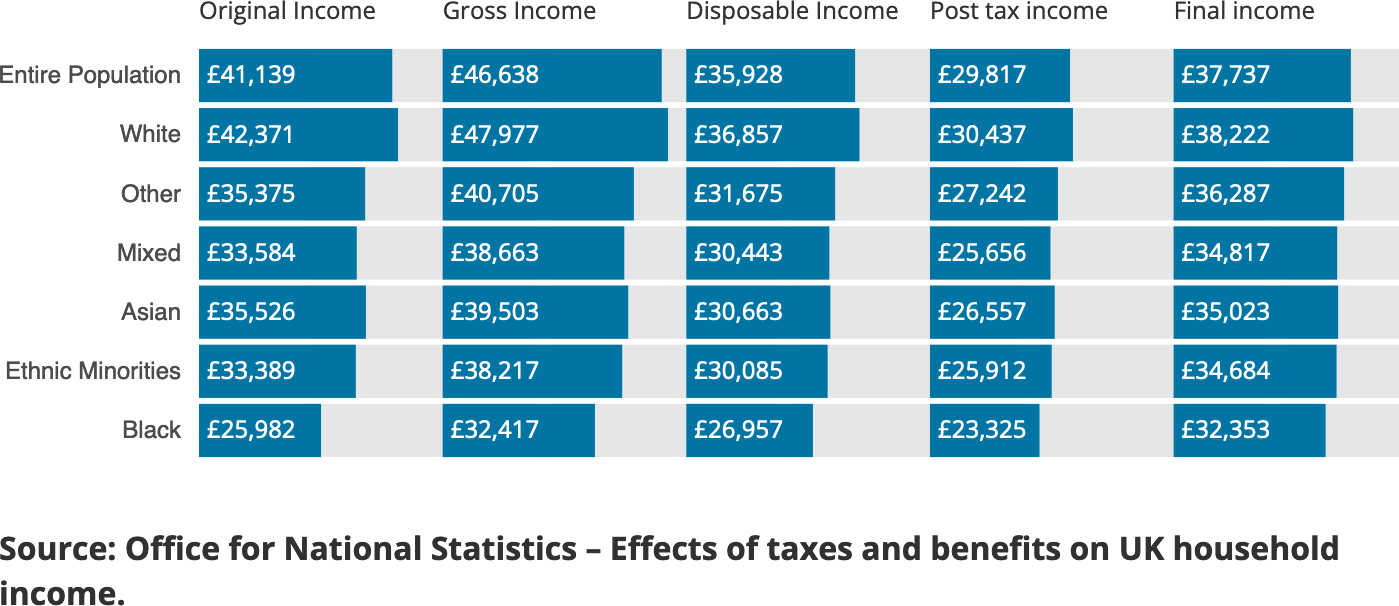 Original Income Gross Income Disposable Income Post tax income Final income
Entire Population £41,139 £46,638 £35,928 £29,817 £37,737
White £42,371 £47,977 £36,857 £30,437 £38,222
Other £35,375 £40,705 £31,675 £27,242 £36,287
Mixed £33,584 £38,663 £30,443 £25,656 £34,817
Asian £35,526 £39,503 £30,663 £26,557 £35,023
Ethnic Minorities £33,389 £38,217 £30,085 £25,912 £34,684
Black £25,982 £32,417 £26,957 £23,325 £32,353
Source: Office for National Statistics – Effects of taxes and benefits on UK household
income.